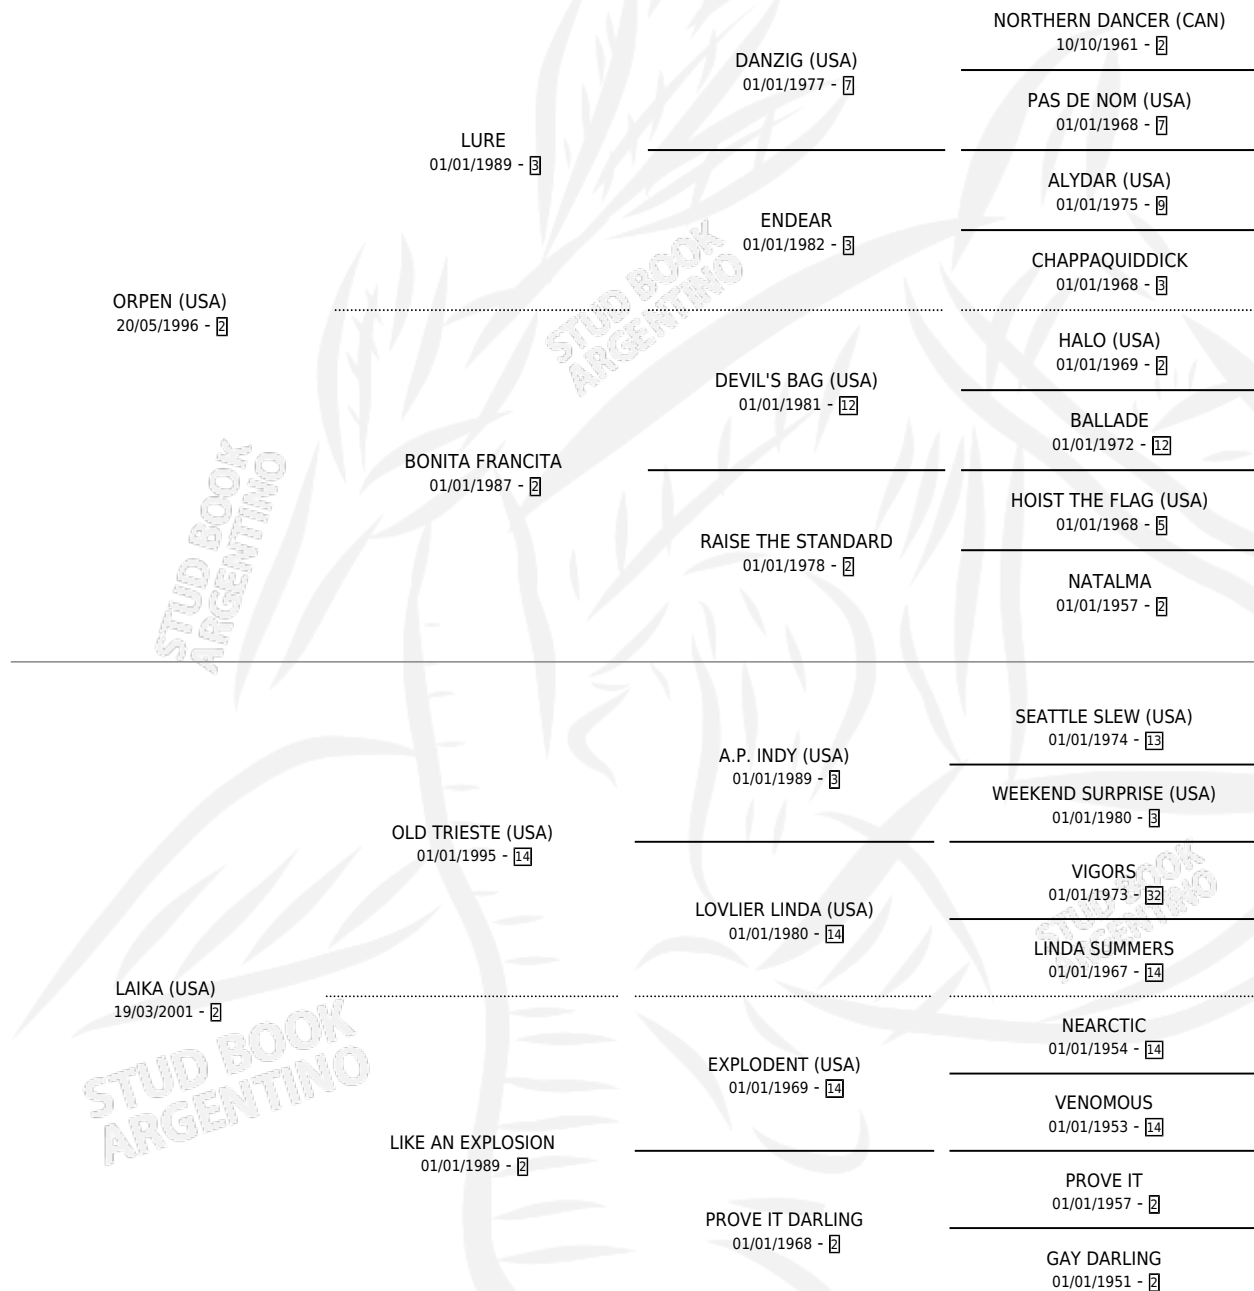 NORTHERN DANCER (CAN)
10/10/1961 - 2
DANZIG (USA)
01/01/1977 - 7
PAS DE NOM (USA)
01/01/1968 - 7
LURE
01/01/1989 - 3
ALYDAR (USA)
01/01/1975 - 9
ENDEAR
01/01/1982 - 3
CHAPPAQUIDDICK
01/01/1968 - 3
ORPEN (USA)
20/05/1996 - 2
HALO (USA)
01/01/1969 - 2
DEVIL'S BAG (USA)
01/01/1981 - 12
BALLADE
01/01/1972 - 12
BONITA FRANCITA
01/01/1987 - 2
HOIST THE FLAG (USA)
01/01/1968 - 5
RAISE THE STANDARD
01/01/1978 - 2
NATALMA
01/01/1957 - 2
SEATTLE SLEW (USA)
01/01/1974 - 13
A.P. INDY (USA)
01/01/1989 - 3
WEEKEND SURPRISE (USA)
01/01/1980 - 3
OLD TRIESTE (USA)
01/01/1995 - 14
VIGORS
01/01/1973 - 32
LOVLIER LINDA (USA)
01/01/1980 - 14
LINDA SUMMERS
01/01/1967 - 14
LAIKA (USA)
19/03/2001 - 2
NEARCTIC
01/01/1954 - 14
EXPLODENT (USA)
01/01/1969 - 14
VENOMOUS
01/01/1953 - 14
LIKE AN EXPLOSION
01/01/1989 - 2
PROVE IT
01/01/1957 - 2
PROVE IT DARLING
01/01/1968 - 2
GAY DARLING
01/01/1951 - 2
STUD BOOK
ARGENTINO
STUD BOOK
ARGENTINO
STUD BOOK
ARGENTINO
STUD BOOK
ARGENTINO